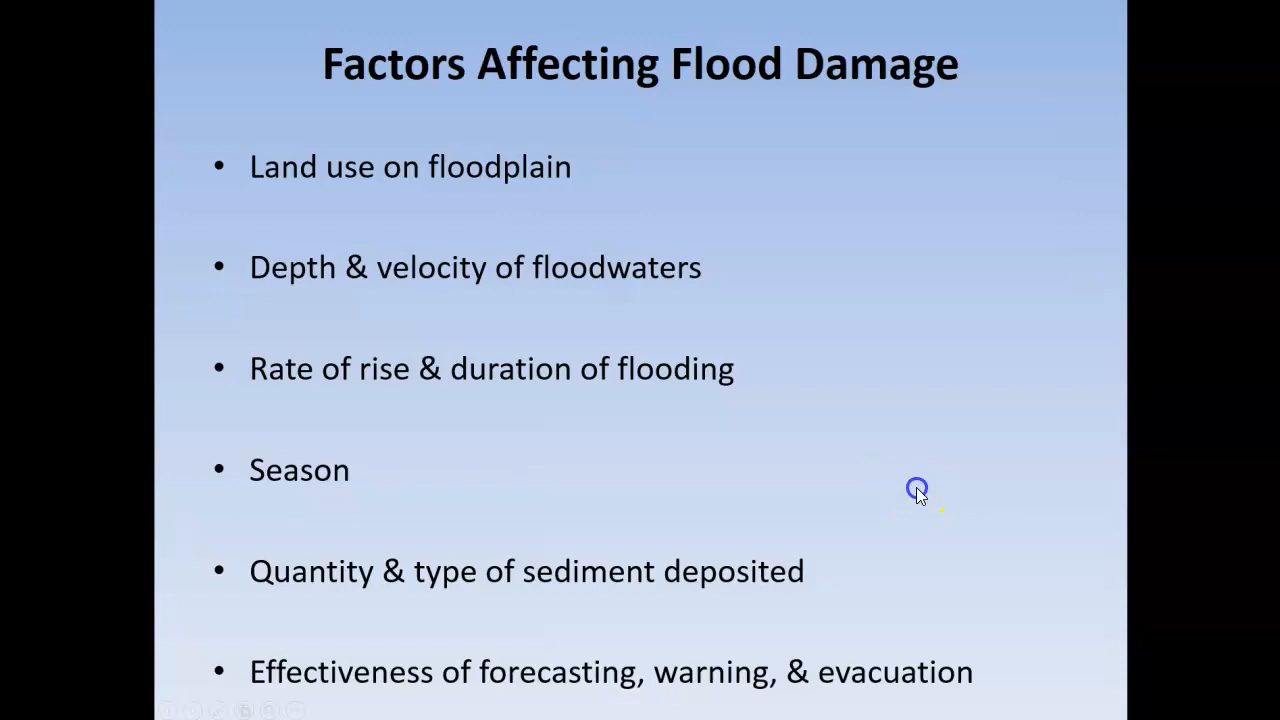 Factors Affecting Flood Damage
• Land use on floodplain
• Depth & velocity of floodwaters
• Rate of rise & duration of flooding
• Season
• Quantity & type of sediment deposited
• Effectiveness of forecasting, warning, & evacuation